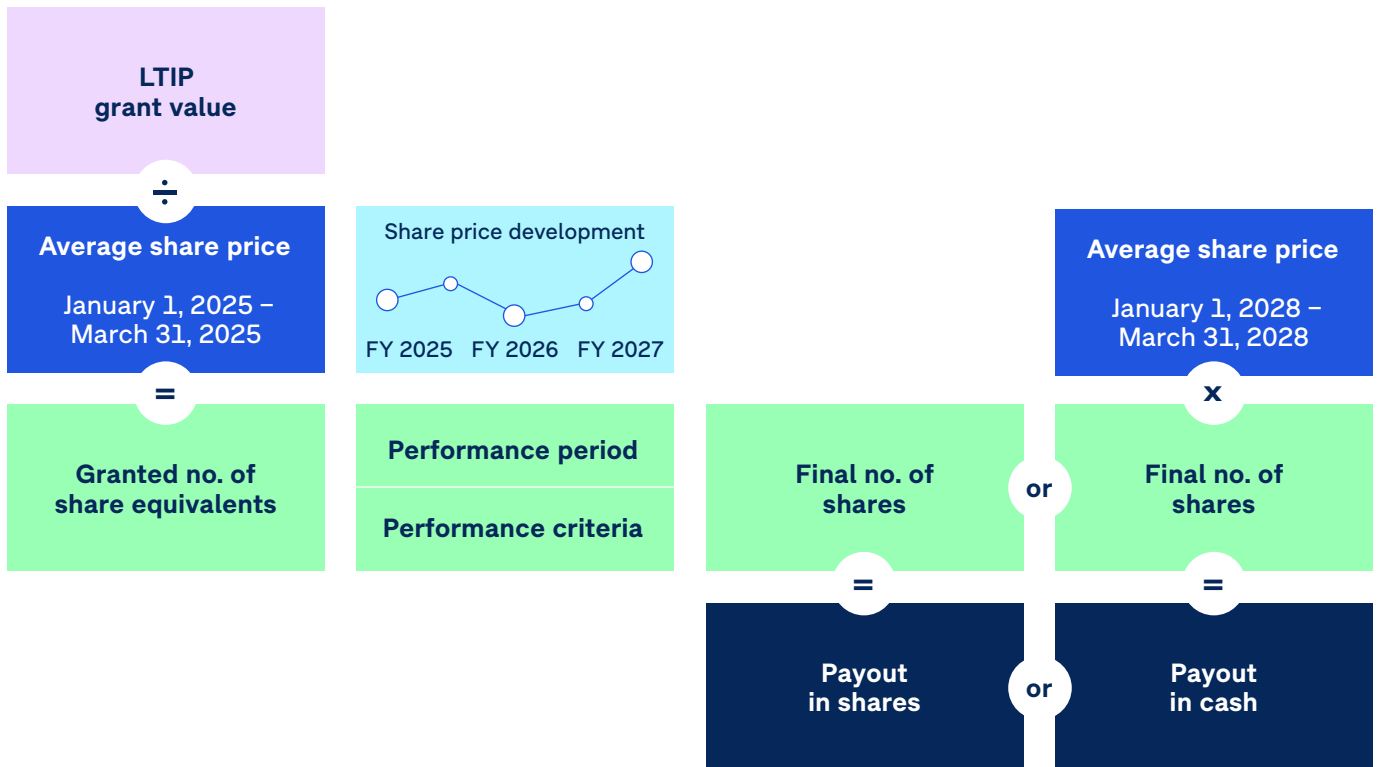 LTIP
grant value
÷
Average share price
January 1, 2025 –
March 31, 2025
=
Granted no. of
share equivalents
Share price development
FY 2025 FY 2026 FY 2027
Performance period
Performance criteria
Final no. of
shares
=
Payout
in shares
or
or
Average share price
January 1, 2028 –
March 31, 2028
x
Final no. of
shares
=
Payout
in cash